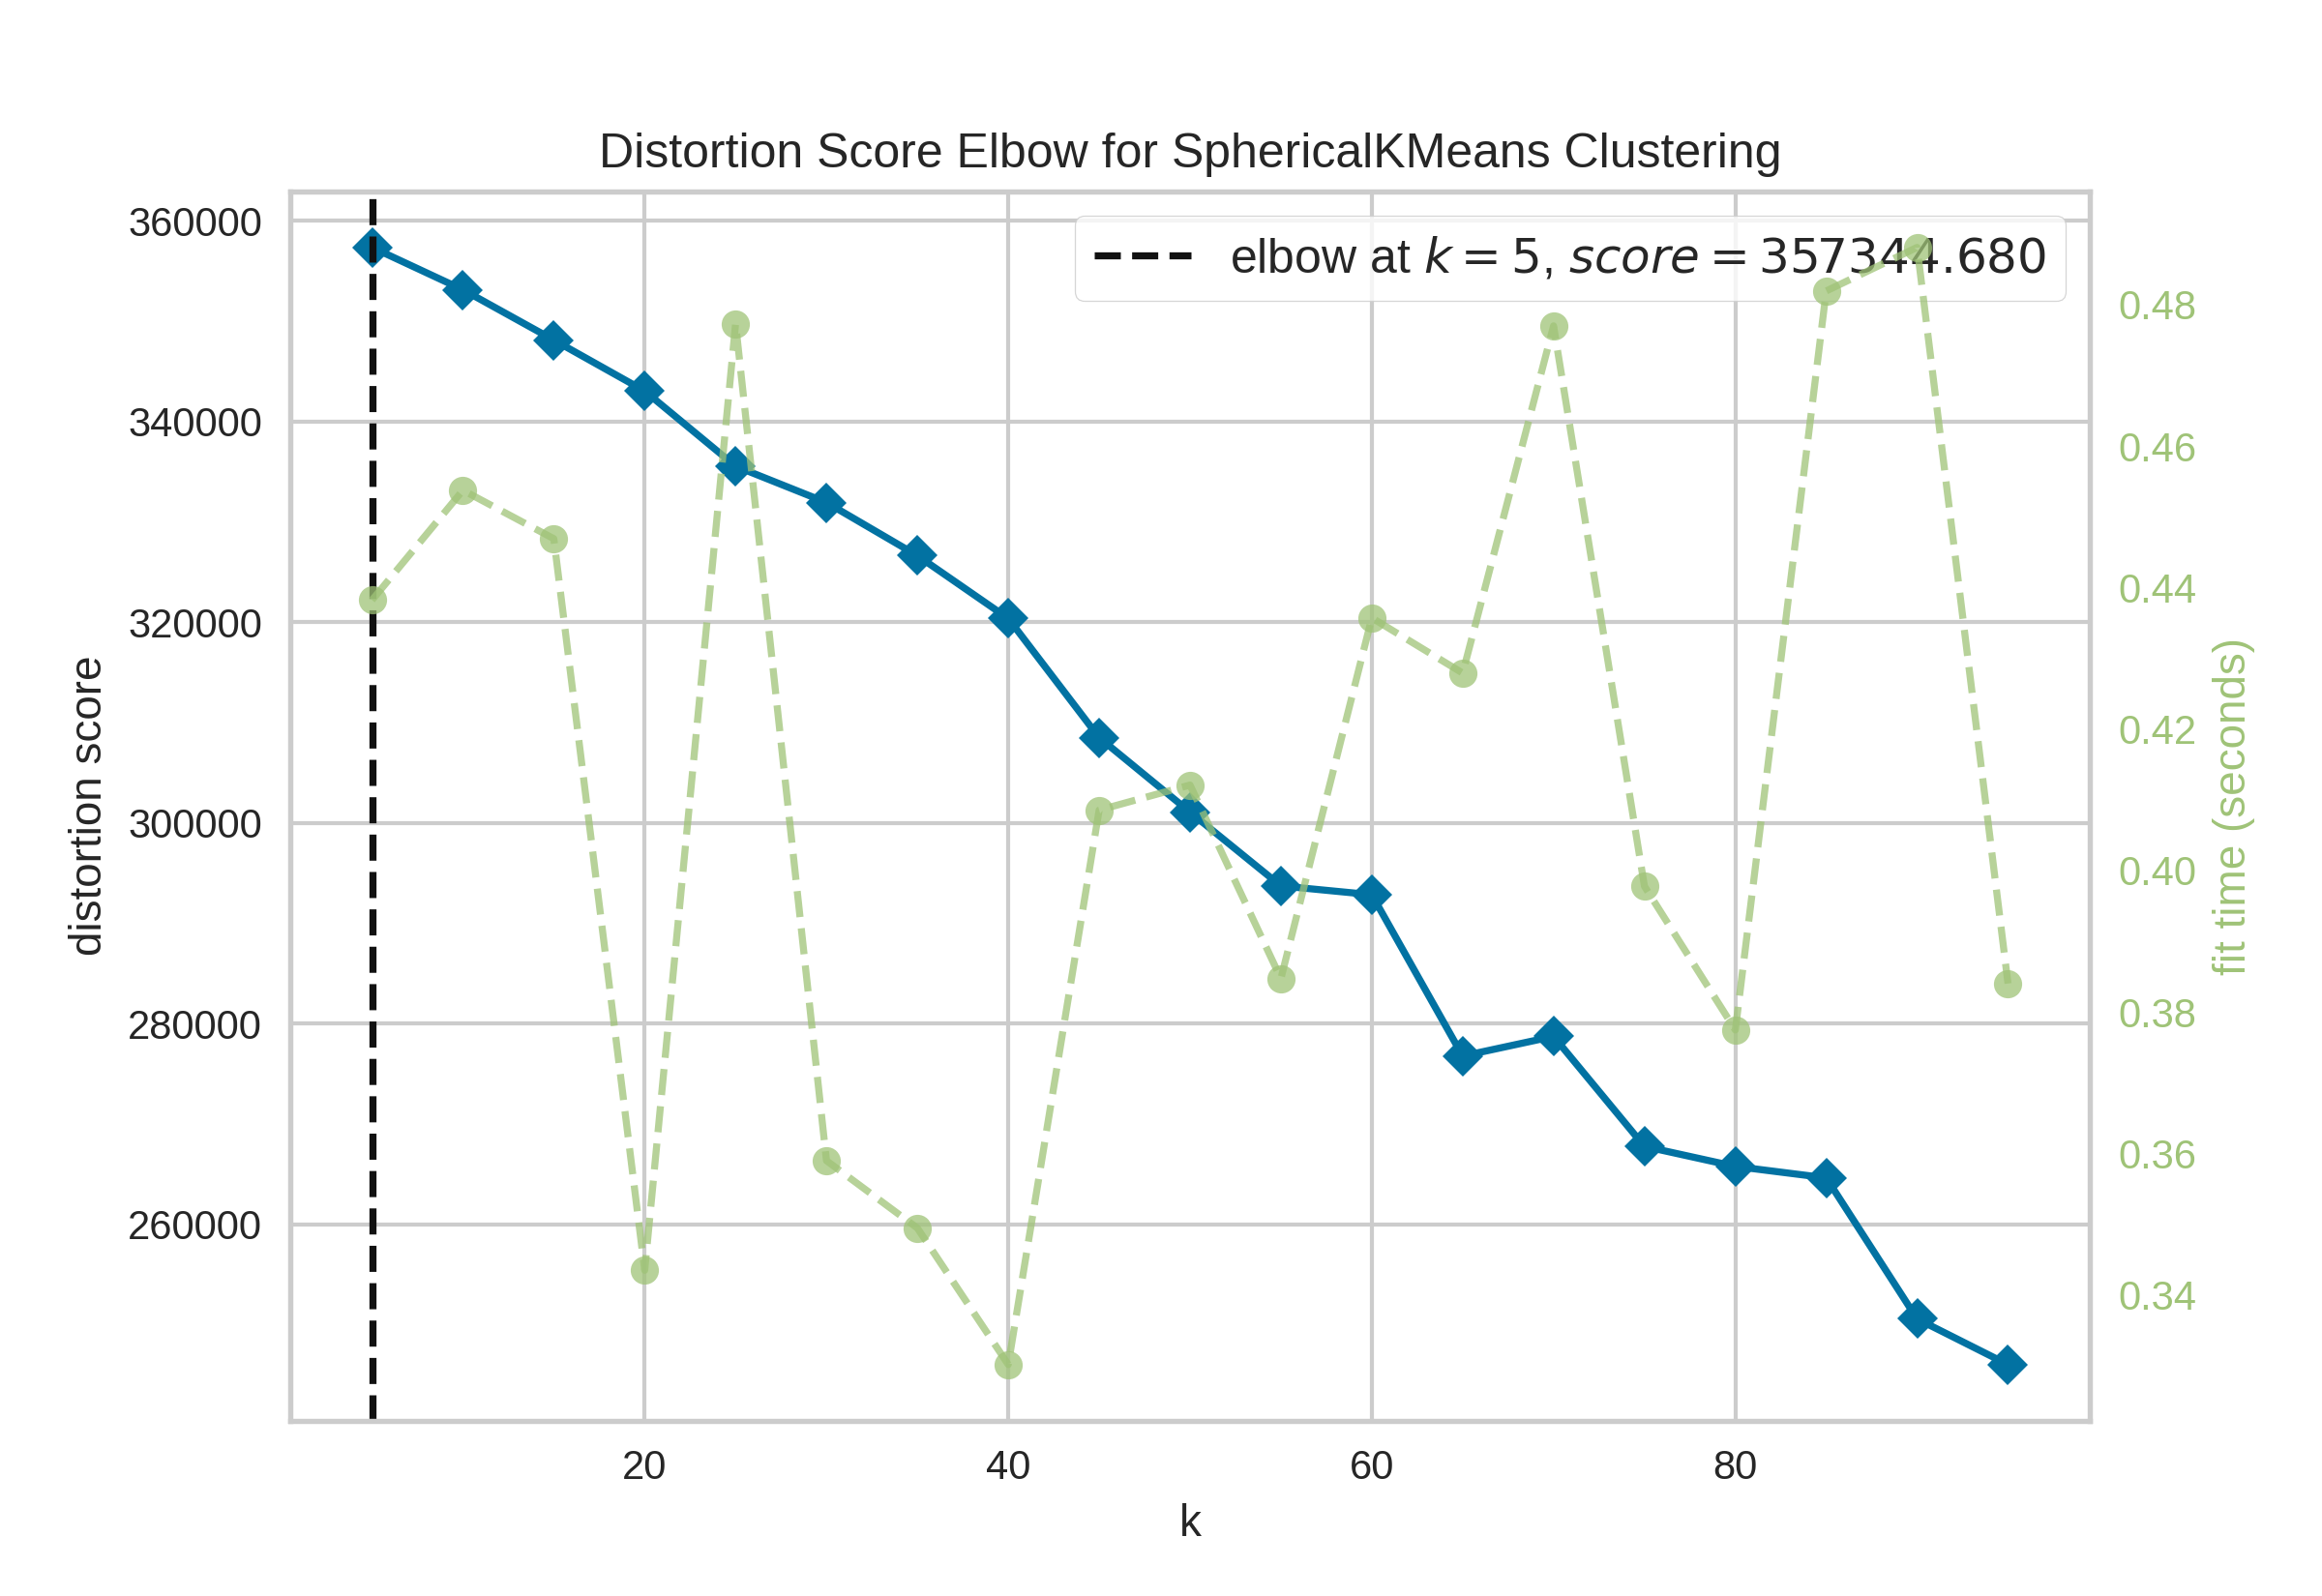 Distortion Score Elbow for SphericalKMeans Clustering
elbow at k = 5, score = 357344.680
360000
340000
320000
300000
280000
260000
distortion score
0.48
0.46
0.44
0.42
0.40
0.38
0.36
0.34
fit time (seconds)
20 40 60 80
k